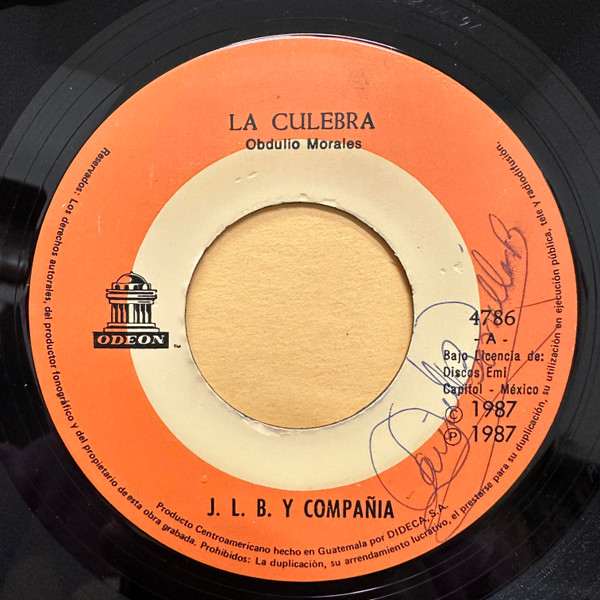 LA CULEBRA
Obdulio Morales
ODEON
™
4786
- A -
Bajo Licencia de:
Discos Emi
Capitol - México
© 1987
℗ 1987
J. L. B. Y COMPAÑIA
Producto Centroamericano hecho en Guatemala por DIDECA, S.A.
Reservados: Los derechos autorales, de productor fonográfico y del propietario de esta obra grabada. Prohibidos: La duplicación, su arrendamiento lucrativo, el prestarse para su duplicación, su utilización en ejecución pública, tele y radiodifusión.